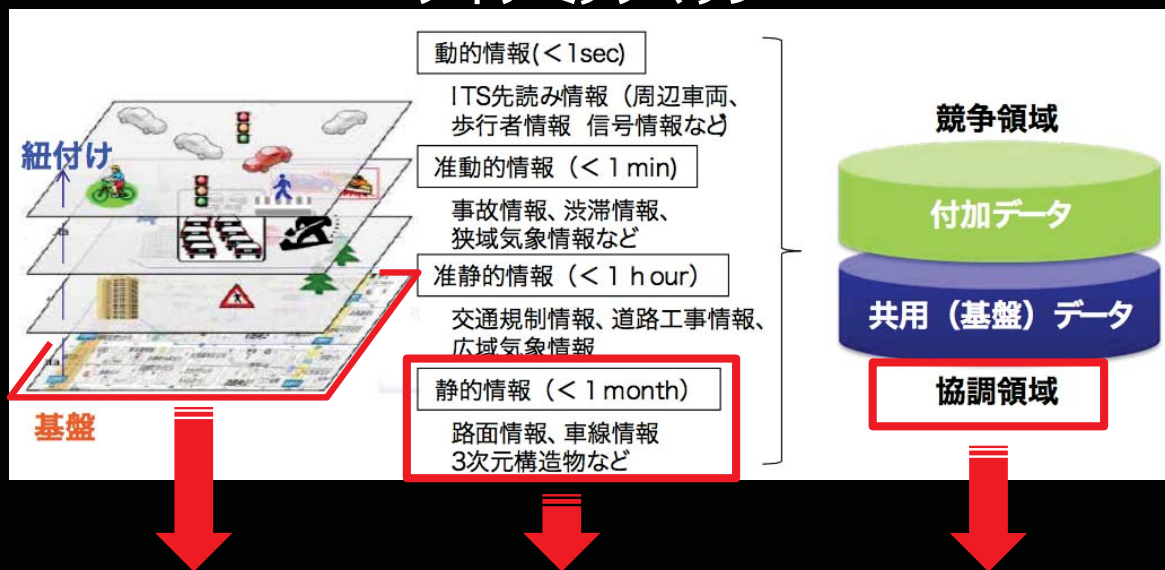 動的情報(<1sec)
ITS先読み情報（周辺車両、
歩行者情報 信号情報など）
紐付け
准動的情報（<1min)
事故情報、渋滞情報、
狭域気象情報など
准静的情報（<1hour）
交通規制情報、道路工事情報、
広域気象情報
静的情報（<1month）
路面情報、車線情報
3次元構造物など
基盤
競争領域
付加データ
共用（基盤）データ
協調領域